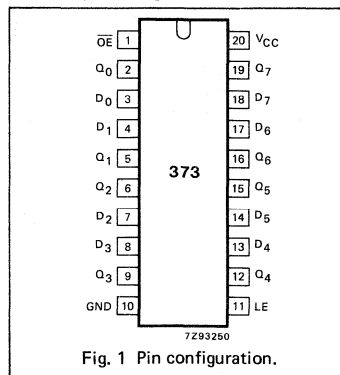 OE 1 20 VCC
Q0 2 19 Q7
D0 3 18 D7
D1 4 17 D6
Q1 5 16 Q6
373
Q2 6 15 Q5
D2 7 14 D5
D3 8 13 D4
Q3 9 12 Q4
GND 10 11 LE
7Z93250
Fig. 1 Pin configuration.